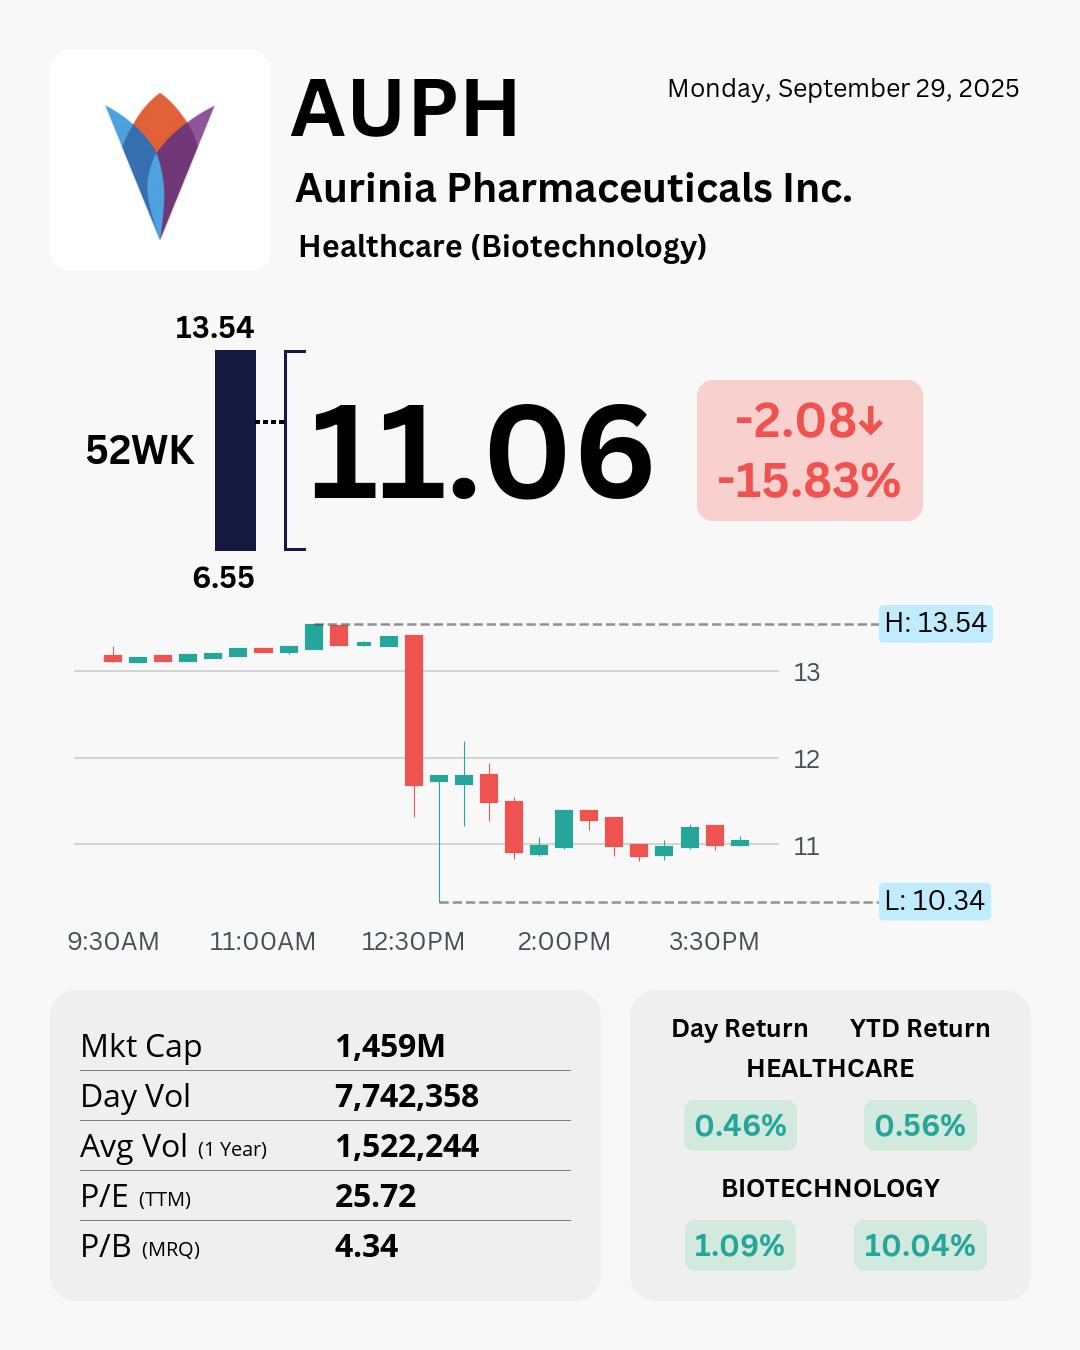 AUPH
Monday, September 29, 2025
Aurinia Pharmaceuticals Inc.
Healthcare (Biotechnology)
13.54
52WK
6.55
11.06
-2.08↓
-15.83%
H: 13.54
13
12
11
L: 10.34
9:30AM 11:00AM 12:30PM 2:00PM 3:30PM
Mkt Cap 1,459M
Day Vol 7,742,358
Avg Vol (1 Year) 1,522,244
P/E (TTM) 25.72
P/B (MRQ) 4.34
Day Return YTD Return
HEALTHCARE
0.46% 0.56%
BIOTECHNOLOGY
1.09% 10.04%